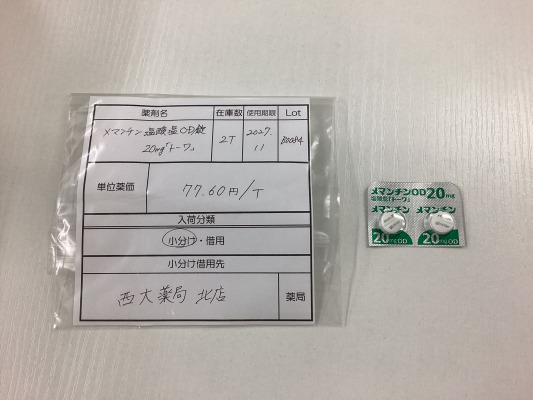 薬剤名 在庫数 使用期限 Lot
メマンチン塩酸塩OD錠 2T 2027. B0084
20mg「トーワ」 11
単位薬価 77.60円/T
入荷分類
小分け・借用
小分け借用先
西大薬局 北店 薬局
メマンチンOD20mg
塩酸塩「トーワ」
メマンチン メマンチン
20mgOD 20mgOD